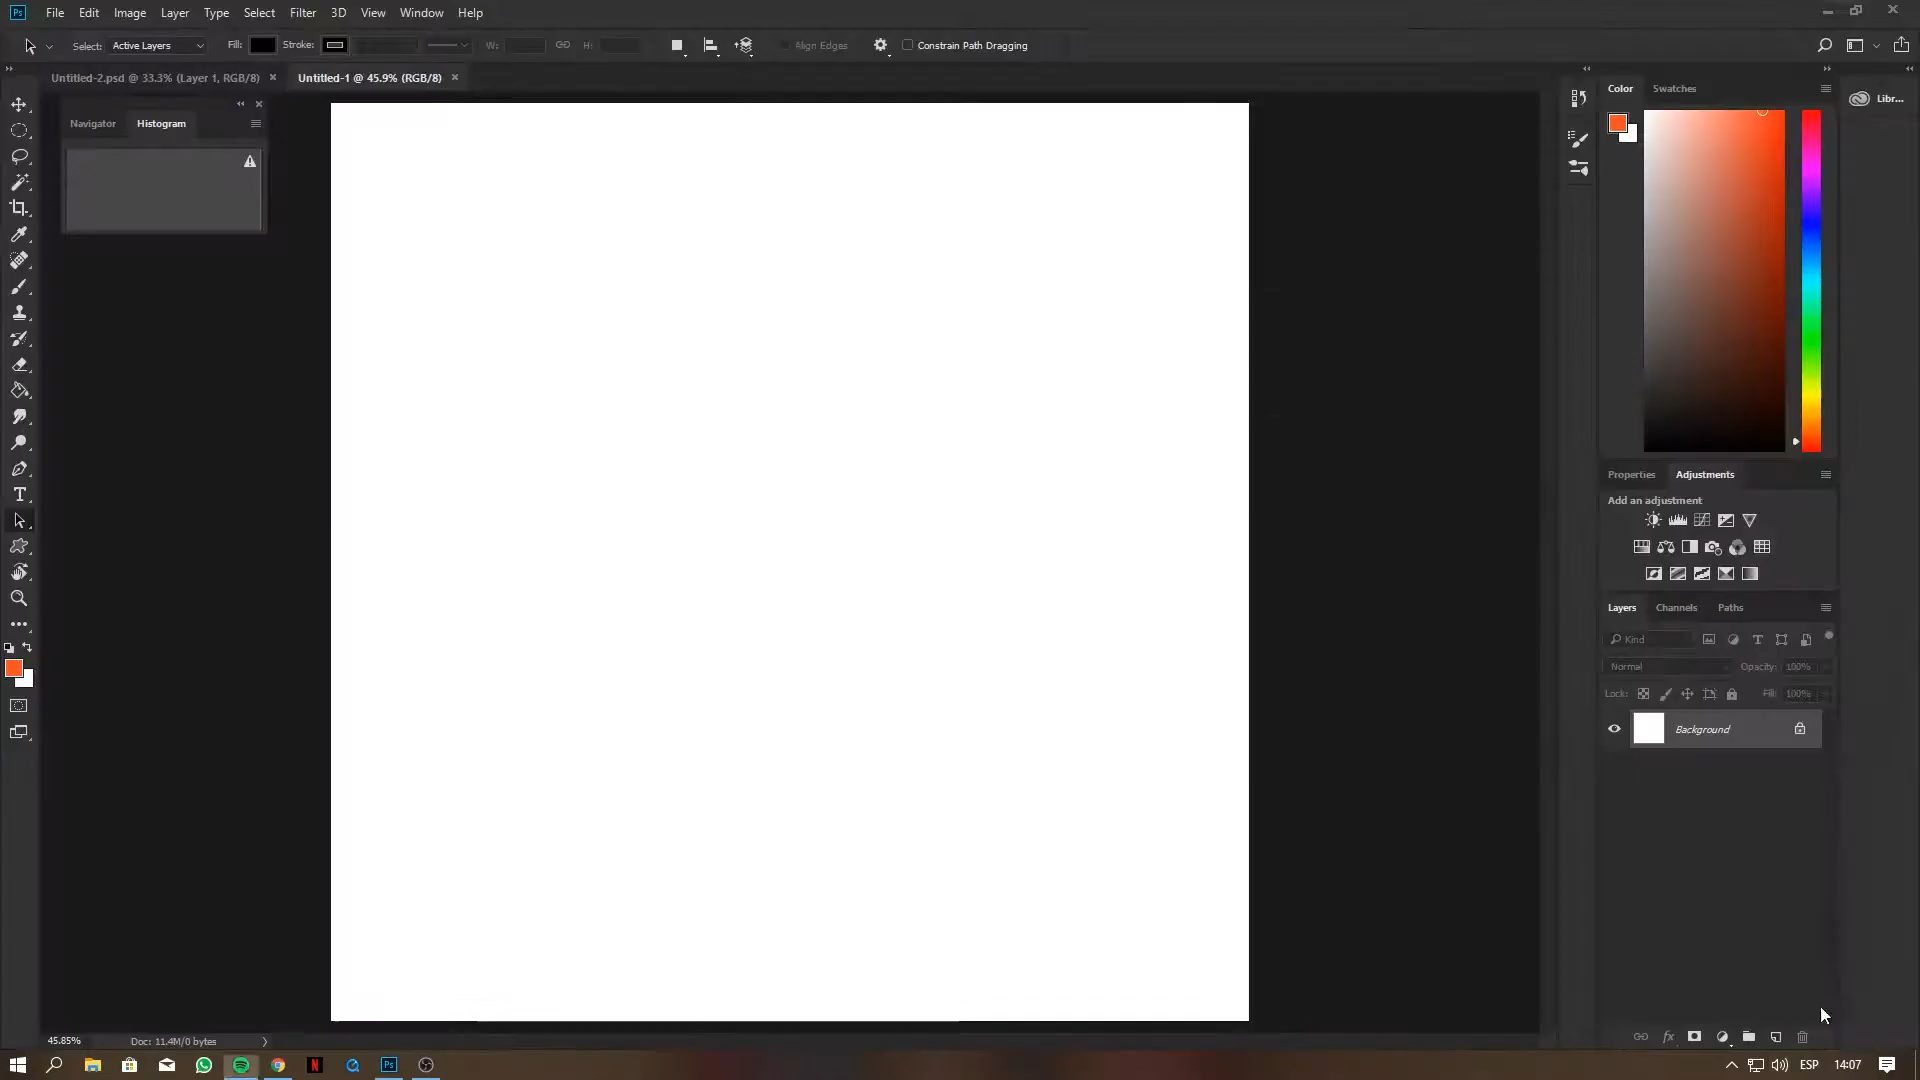 Ps File Edit Image Layer Type Select Filter 3D View Window Help
Select: Active Layers Fill: Stroke: W: H: Align Edges Constrain Path Dragging
Untitled-2.psd @ 33.3% (Layer 1, RGB/8) × Untitled-1 @ 45.9% (RGB/8) ×
Navigator Histogram
Color Swatches
Libr...
Properties Adjustments
Add an adjustment
Layers Channels Paths
Kind
Normal Opacity: 100%
Lock: Fill: 100%
Background
fx
45.85% Doc: 11.4M/0 bytes
N Ps ESP 14:07